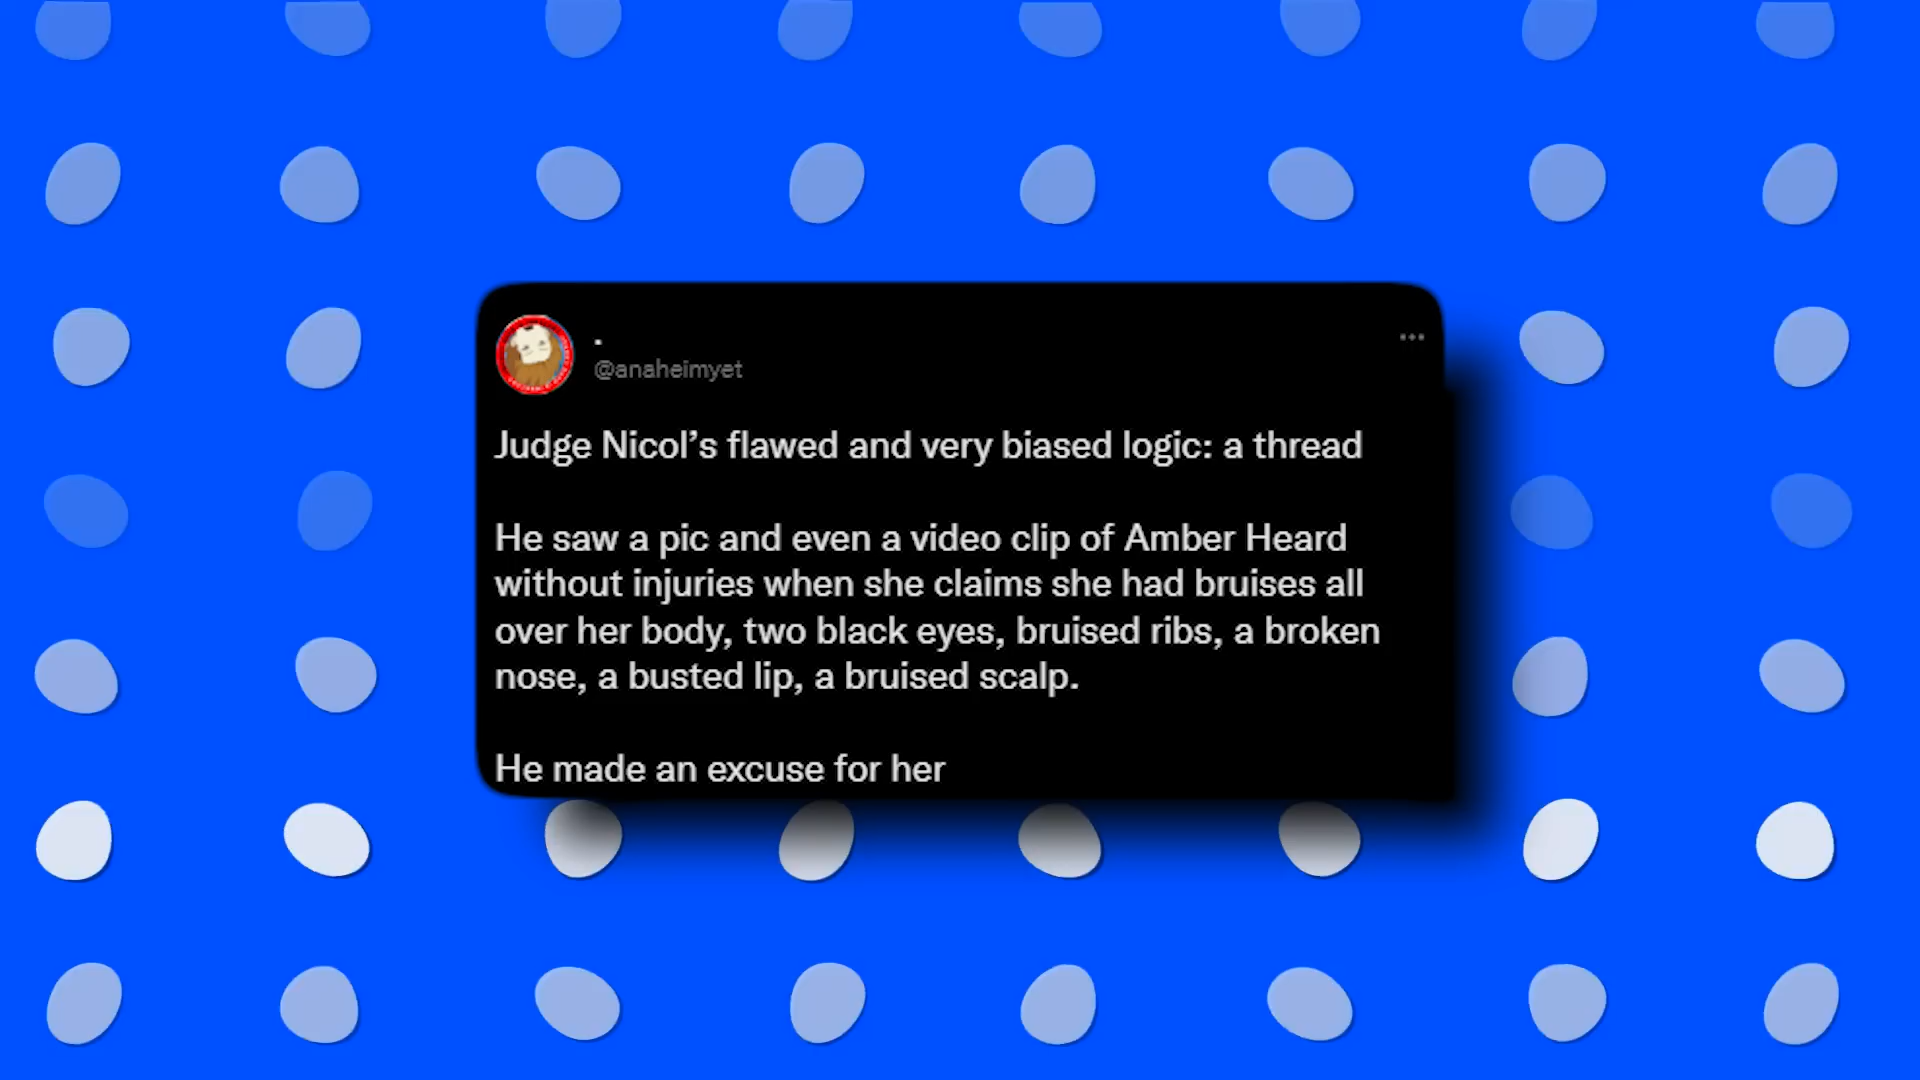 .
@anaheimyet
Judge Nicol’s flawed and very biased logic: a thread
He saw a pic and even a video clip of Amber Heard
without injuries when she claims she had bruises all
over her body, two black eyes, bruised ribs, a broken
nose, a busted lip, a bruised scalp.
He made an excuse for her